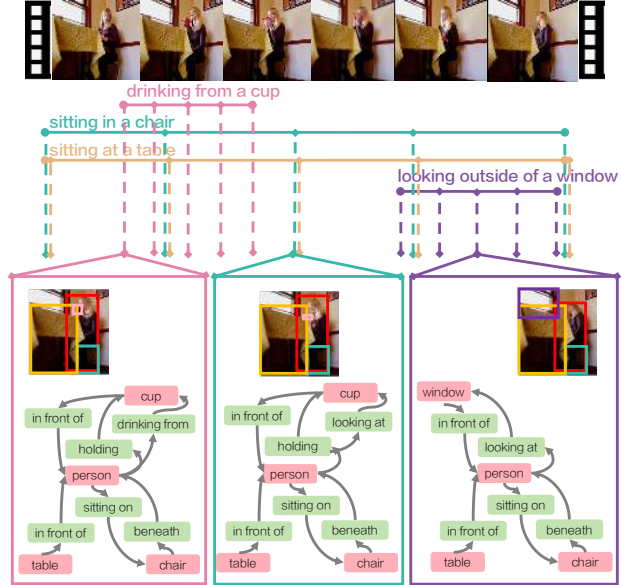 drinking from a cup
sitting in a chair
sitting at a table
looking outside of a window
cup
in front of
drinking from
holding
person
sitting on
in front of
beneath
table
chair
cup
in front of
looking at
holding
person
sitting on
in front of
beneath
table
chair
window
in front of
looking at
person
sitting on
in front of
beneath
table
chair